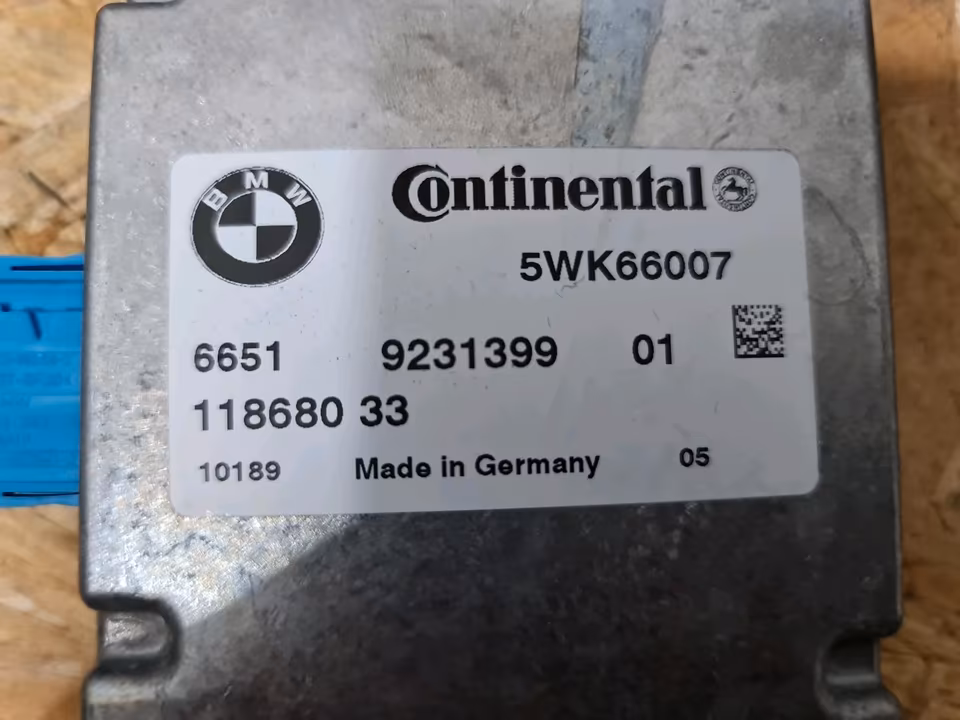 BMW
Continental
5WK66007
6651 9231399 01
118680 33
10189 Made in Germany 05